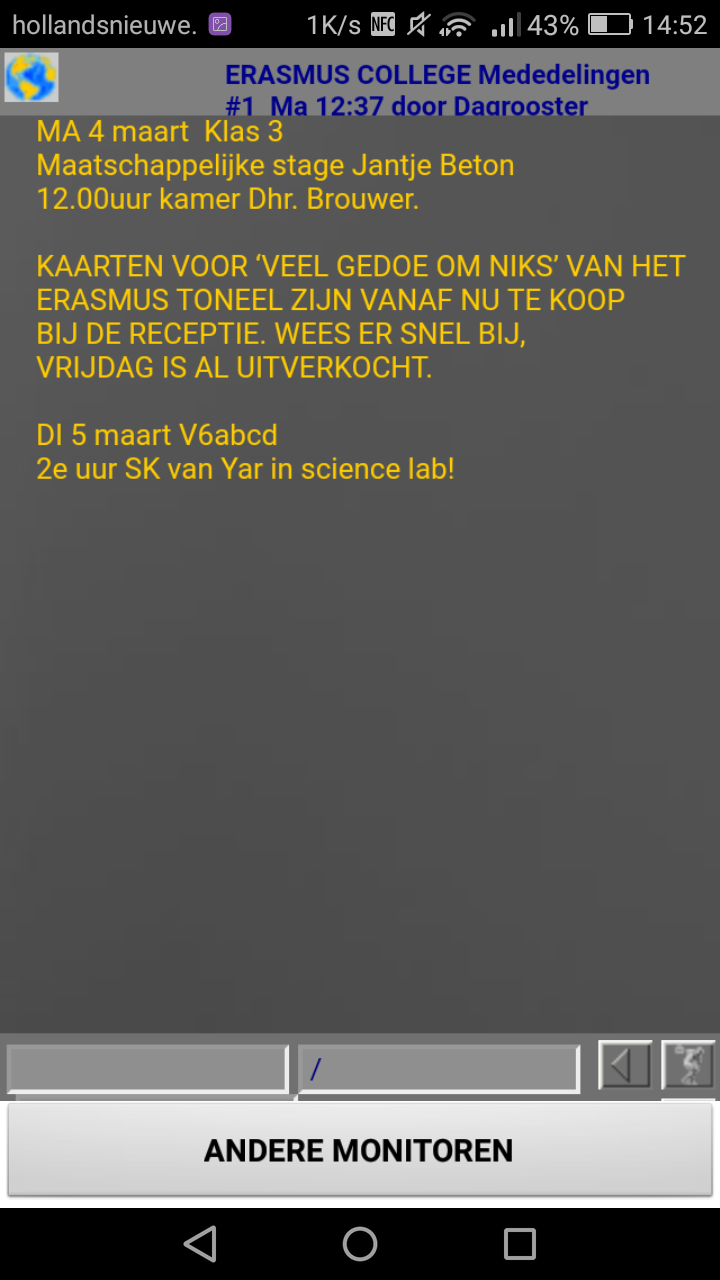 hollandsnieuwe. 1K/s NFC 43% 14:52
ERASMUS COLLEGE Mededelingen
#1 Ma 12:37 door Dagrooster
MA 4 maart Klas 3
Maatschappelijke stage Jantje Beton
12.00uur kamer Dhr. Brouwer.
KAARTEN VOOR ‘VEEL GEDOE OM NIKS’ VAN HET
ERASMUS TONEEL ZIJN VANAF NU TE KOOP
BIJ DE RECEPTIE. WEES ER SNEL BIJ,
VRIJDAG IS AL UITVERKOCHT.
DI 5 maart V6abcd
2e uur SK van Yar in science lab!
/
ANDERE MONITOREN